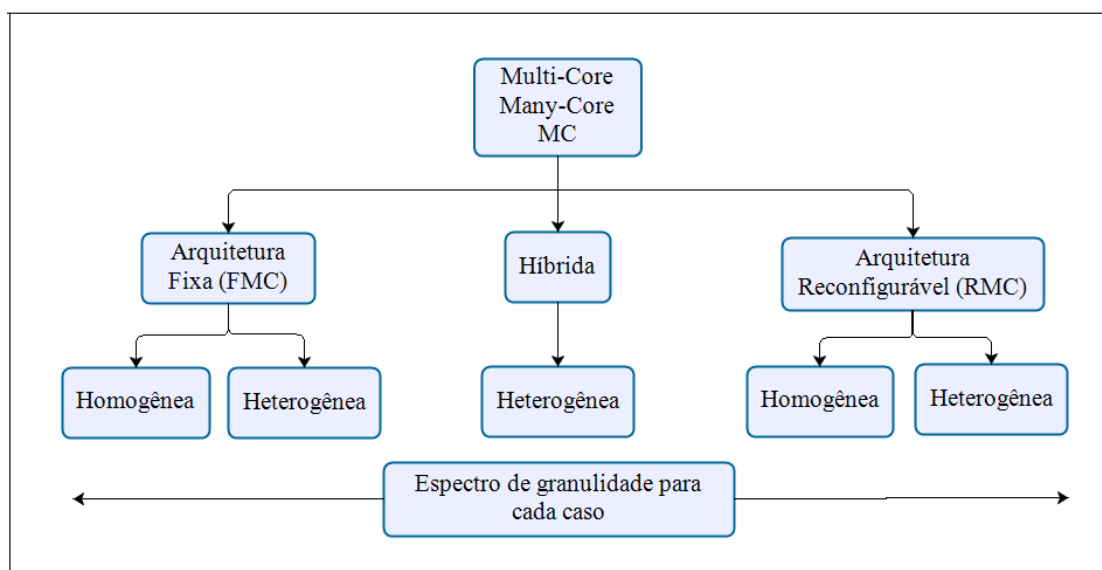 Multi-Core
Many-Core
MC
Arquitetura
Fixa (FMC)
Híbrida
Arquitetura
Reconfigurável (RMC)
Homogênea
Heterogênea
Heterogênea
Homogênea
Heterogênea
Espectro de granulidade para
cada caso